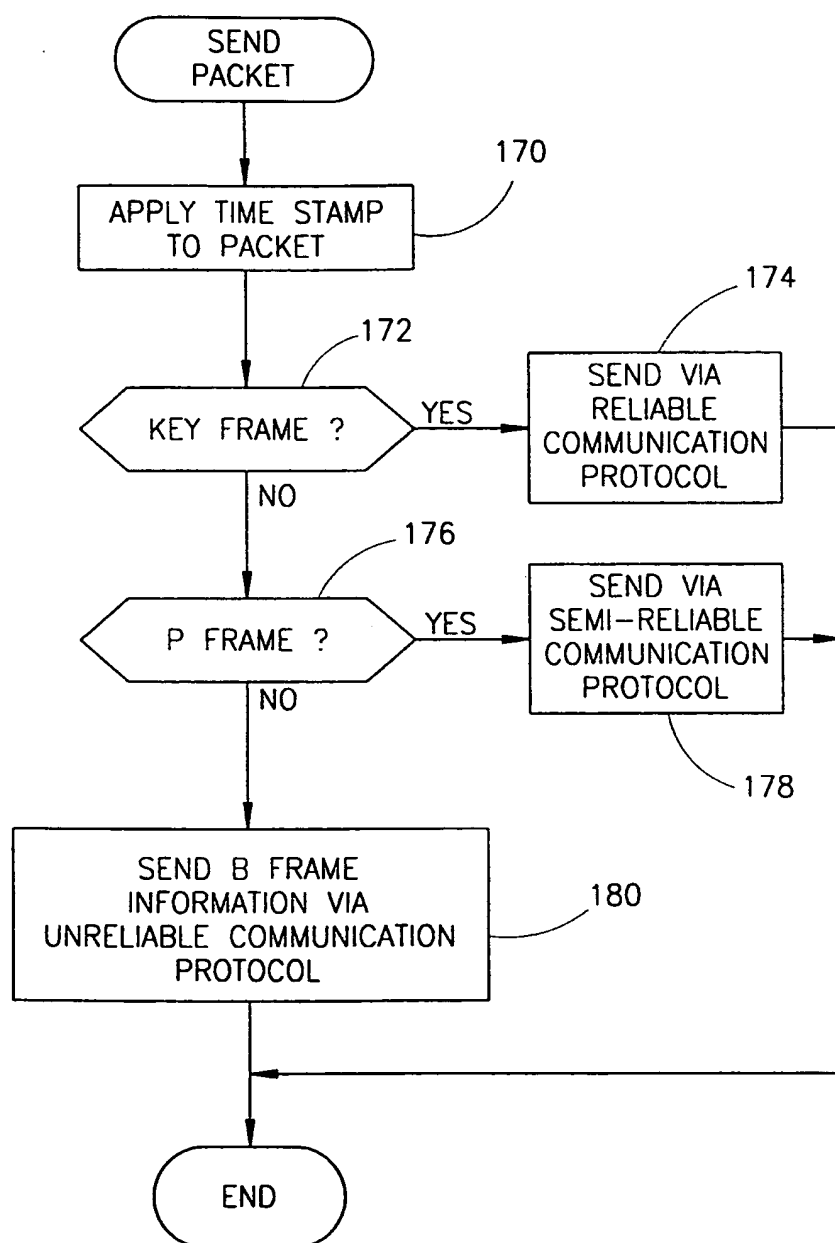 SEND
PACKET
170
APPLY TIME STAMP
TO PACKET
172
KEY FRAME ?
YES
NO
174
SEND VIA
RELIABLE
COMMUNICATION
PROTOCOL
176
P FRAME ?
YES
NO
SEND VIA
SEMI-RELIABLE
COMMUNICATION
PROTOCOL
178
SEND B FRAME
INFORMATION VIA
UNRELIABLE COMMUNICATION
PROTOCOL
180
END